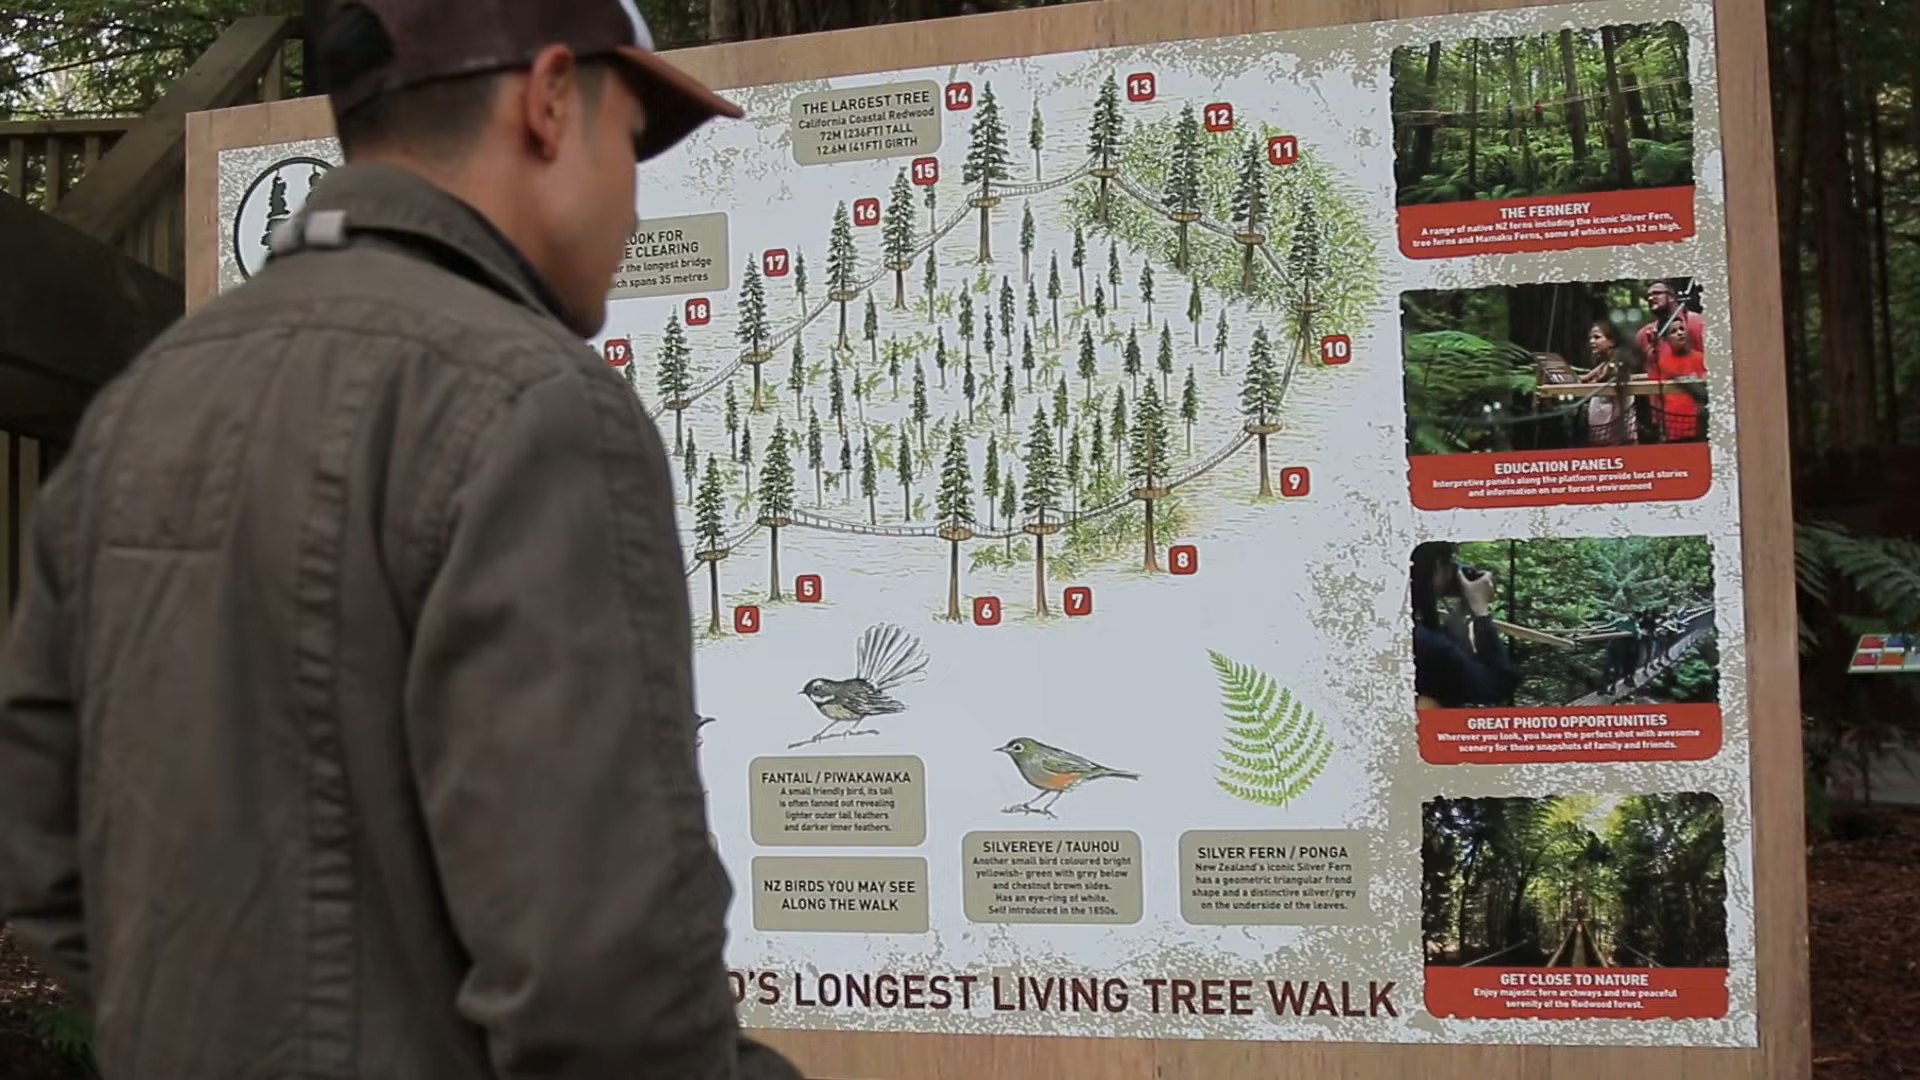 THE LARGEST TREE
California Coastal Redwood
72M (236FT) TALL
12.6M (41FT) GIRTH
14
13
12
11
15
16
17
18
19
10
9
8
7
6
5
4
OOK FOR
E CLEARING
er the longest bridge
ch spans 35 metres
THE FERNERY
A range of native NZ ferns including the iconic Silver Fern,
tree ferns and Mamaku Ferns, some of which reach 12 m high.
EDUCATION PANELS
Interpretive panels along the platform provide local stories
and information on our forest environment
GREAT PHOTO OPPORTUNITIES
Wherever you look, you have the perfect shot with awesome
scenery for those snapshots of family and friends.
GET CLOSE TO NATURE
Enjoy majestic fern archways and the peaceful
serenity of the Redwood forest.
FANTAIL / PIWAKAWAKA
A small friendly bird, its tail
is often fanned out revealing
lighter outer tail feathers
and darker inner feathers.
NZ BIRDS YOU MAY SEE
ALONG THE WALK
SILVEREYE / TAUHOU
Another small bird coloured bright
yellowish- green with grey below
and chestnut brown sides.
Has an eye-ring of white.
Self introduced in the 1850s.
SILVER FERN / PONGA
New Zealand's iconic Silver Fern
has a geometric triangular frond
shape and a distinctive silver/grey
on the underside of the leaves.
D'S LONGEST LIVING TREE WALK